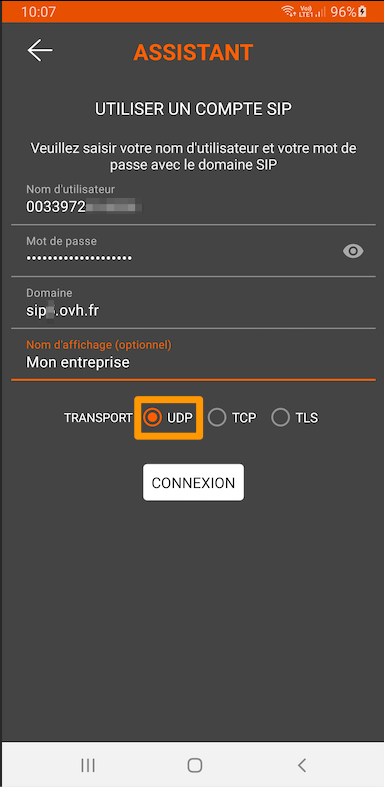 10:07
Vo)) LTE1 96%
ASSISTANT
UTILISER UN COMPTE SIP
Veuillez saisir votre nom d'utilisateur et votre mot de
passe avec le domaine SIP
Nom d'utilisateur
0033972
Mot de passe
••••••••••••••••••••
Domaine
sip .ovh.fr
Nom d'affichage (optionnel)
Mon entreprise
TRANSPORT UDP TCP TLS
CONNEXION